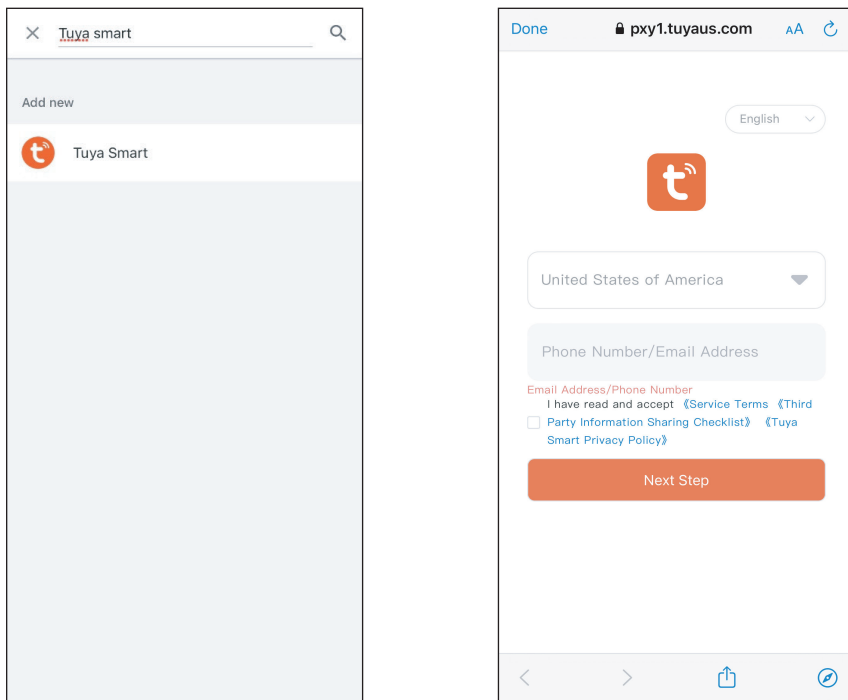 Tuya smart
Add new
Tuya Smart
Done
pxy1.tuyaus.com
AA
English
United States of America
Phone Number/Email Address
Email Address/Phone Number
I have read and accept 《Service Terms 《Third
Party Information Sharing Checklist》 《Tuya
Smart Privacy Policy》
Next Step